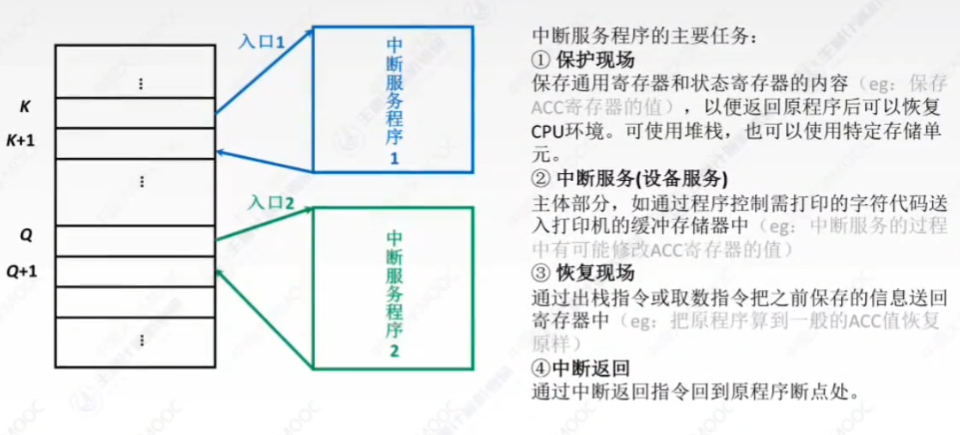 入口1
中断服务程序1
K
K+1
入口2
中断服务程序2
Q
Q+1
⋮
⋮
⋮
中断服务程序的主要任务：
① 保护现场
保存通用寄存器和状态寄存器的内容（eg：保存
ACC寄存器的值），以便返回原程序后可以恢复
CPU环境。可使用堆栈，也可以使用特定存储单
元。
② 中断服务(设备服务)
主体部分，如通过程序控制需打印的字符代码送
入打印机的缓冲存储器中（eg：中断服务的过程
中有可能修改ACC寄存器的值）
③ 恢复现场
通过出栈指令或取数指令把之前保存的信息送回
寄存器中（eg：把原程序算到一般的ACC值恢复
原样）
④中断返回
通过中断返回指令回到原程序断点处。